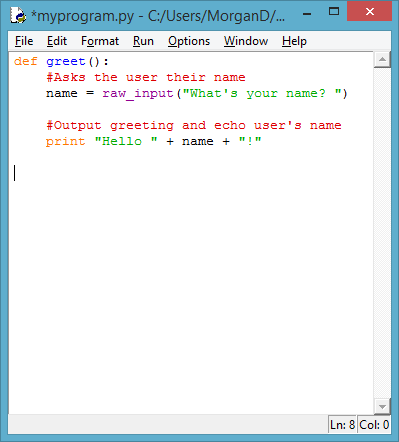 *myprogram.py - C:/Users/MorganD/...
File Edit Format Run Options Window Help
def greet():
    #Asks the user their name
    name = raw_input("What's your name? ")

    #Output greeting and echo user's name
    print "Hello " + name + "!"

Ln: 8 Col: 0